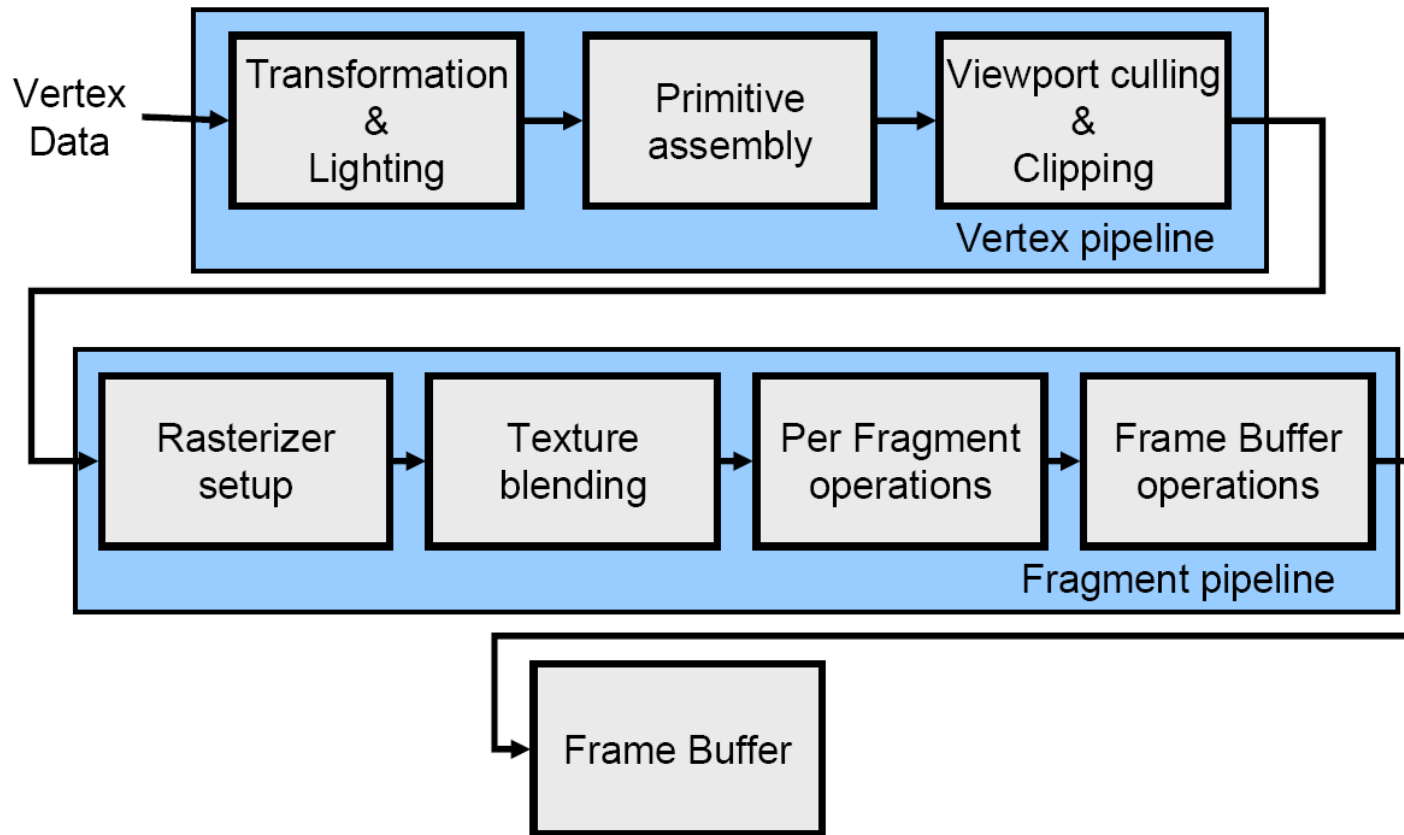 Vertex
Data
Transformation
&
Lighting
Primitive
assembly
Viewport culling
&
Clipping
Vertex pipeline
Rasterizer
setup
Texture
blending
Per Fragment
operations
Frame Buffer
operations
Fragment pipeline
Frame Buffer